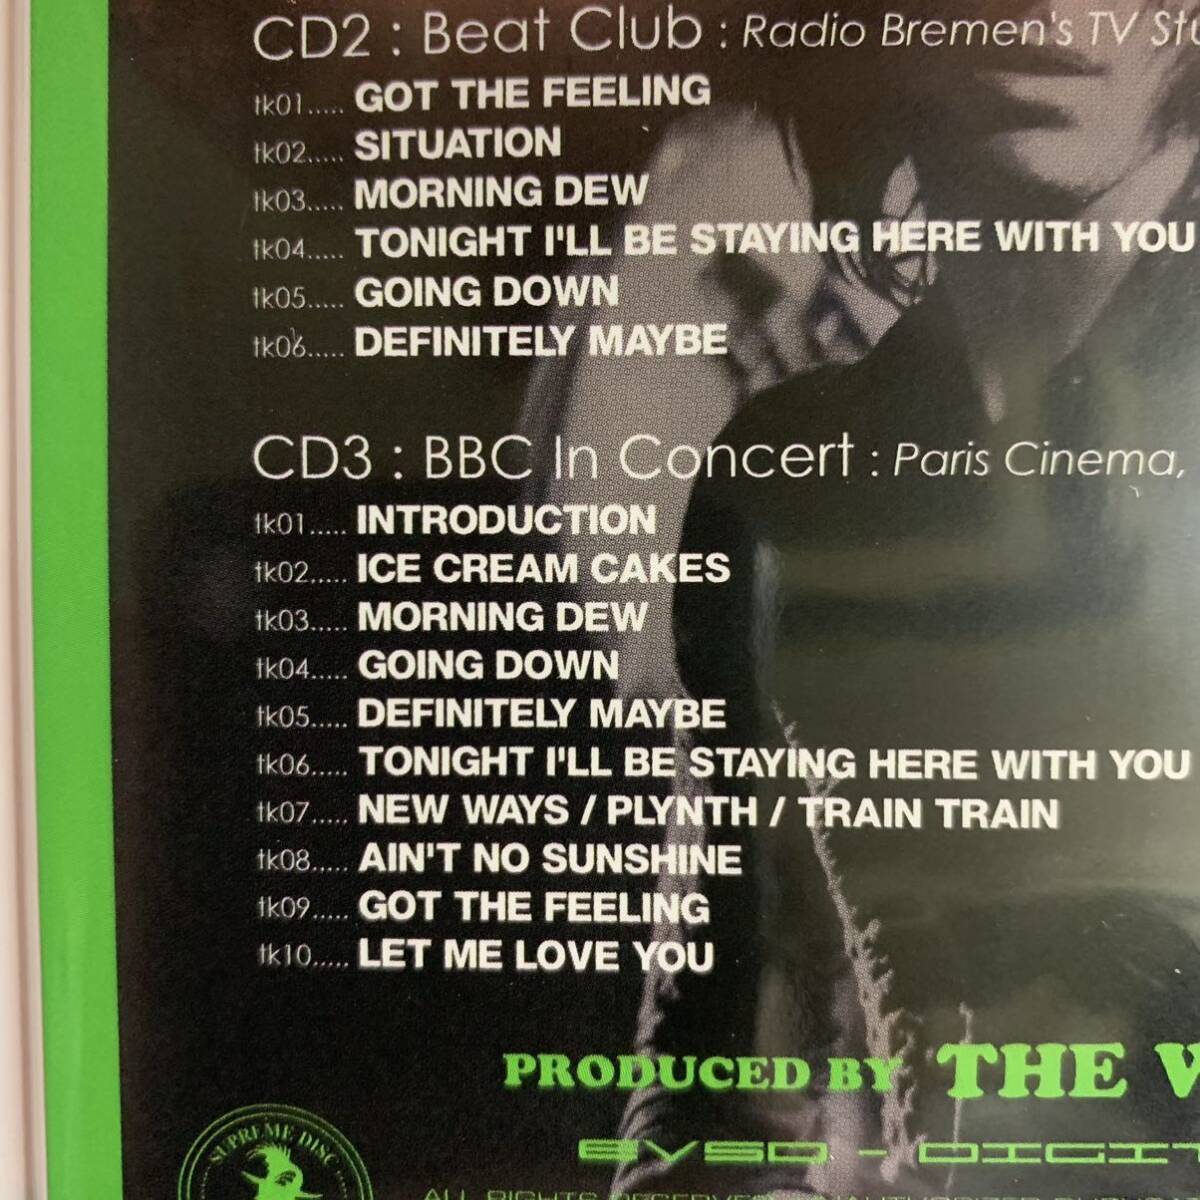 CD2 : Beat Club : Radio Bremen's TV
tk01..... GOT THE FEELING
tk02..... SITUATION
tk03..... MORNING DEW
tk04..... TONIGHT I'LL BE STAYING HERE WITH YOU
tk05..... GOING DOWN
tk06..... DEFINITELY MAYBE
CD3 : BBC In Concert : Paris Cinema,
tk01..... INTRODUCTION
tk02..... ICE CREAM CAKES
tk03..... MORNING DEW
tk04..... GOING DOWN
tk05..... DEFINITELY MAYBE
tk06..... TONIGHT I'LL BE STAYING HERE WITH YOU
tk07..... NEW WAYS / PLYNTH / TRAIN TRAIN
tk08..... AIN'T NO SUNSHINE
tk09..... GOT THE FEELING
tk10..... LET ME LOVE YOU
PRODUCED BY THE
SUPREME DISC
EVSD -
ALL RIGHTS RESERVED